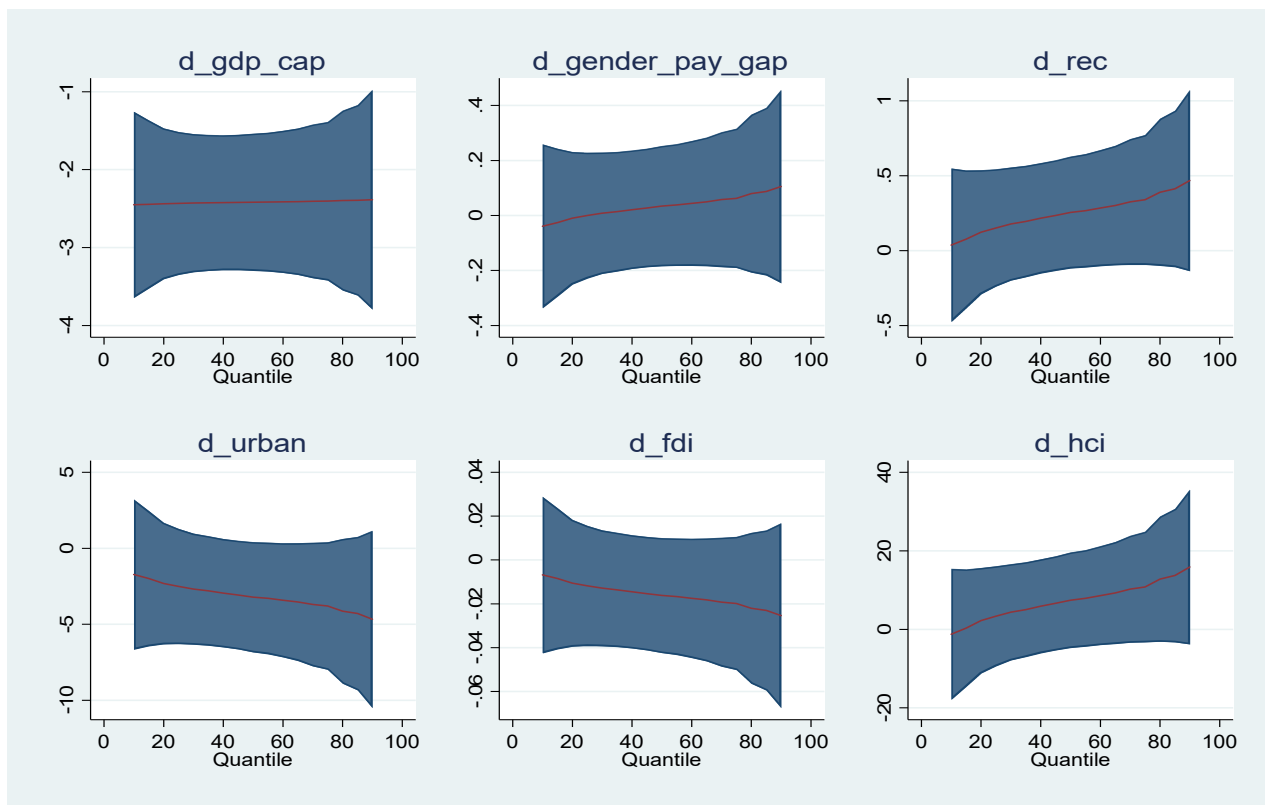 d_gdp_cap
-1
-2
-3
-4
0 20 40 60 80 100
Quantile
d_gender_pay_gap
.4
.2
0
-.2
-.4
0 20 40 60 80 100
Quantile
d_rec
1
.5
0
-.5
0 20 40 60 80 100
Quantile
d_urban
5
0
-5
-10
0 20 40 60 80 100
Quantile
d_fdi
.04
.02
0
-.02
-.04
-.06
0 20 40 60 80 100
Quantile
d_hci
40
20
0
-20
0 20 40 60 80 100
Quantile